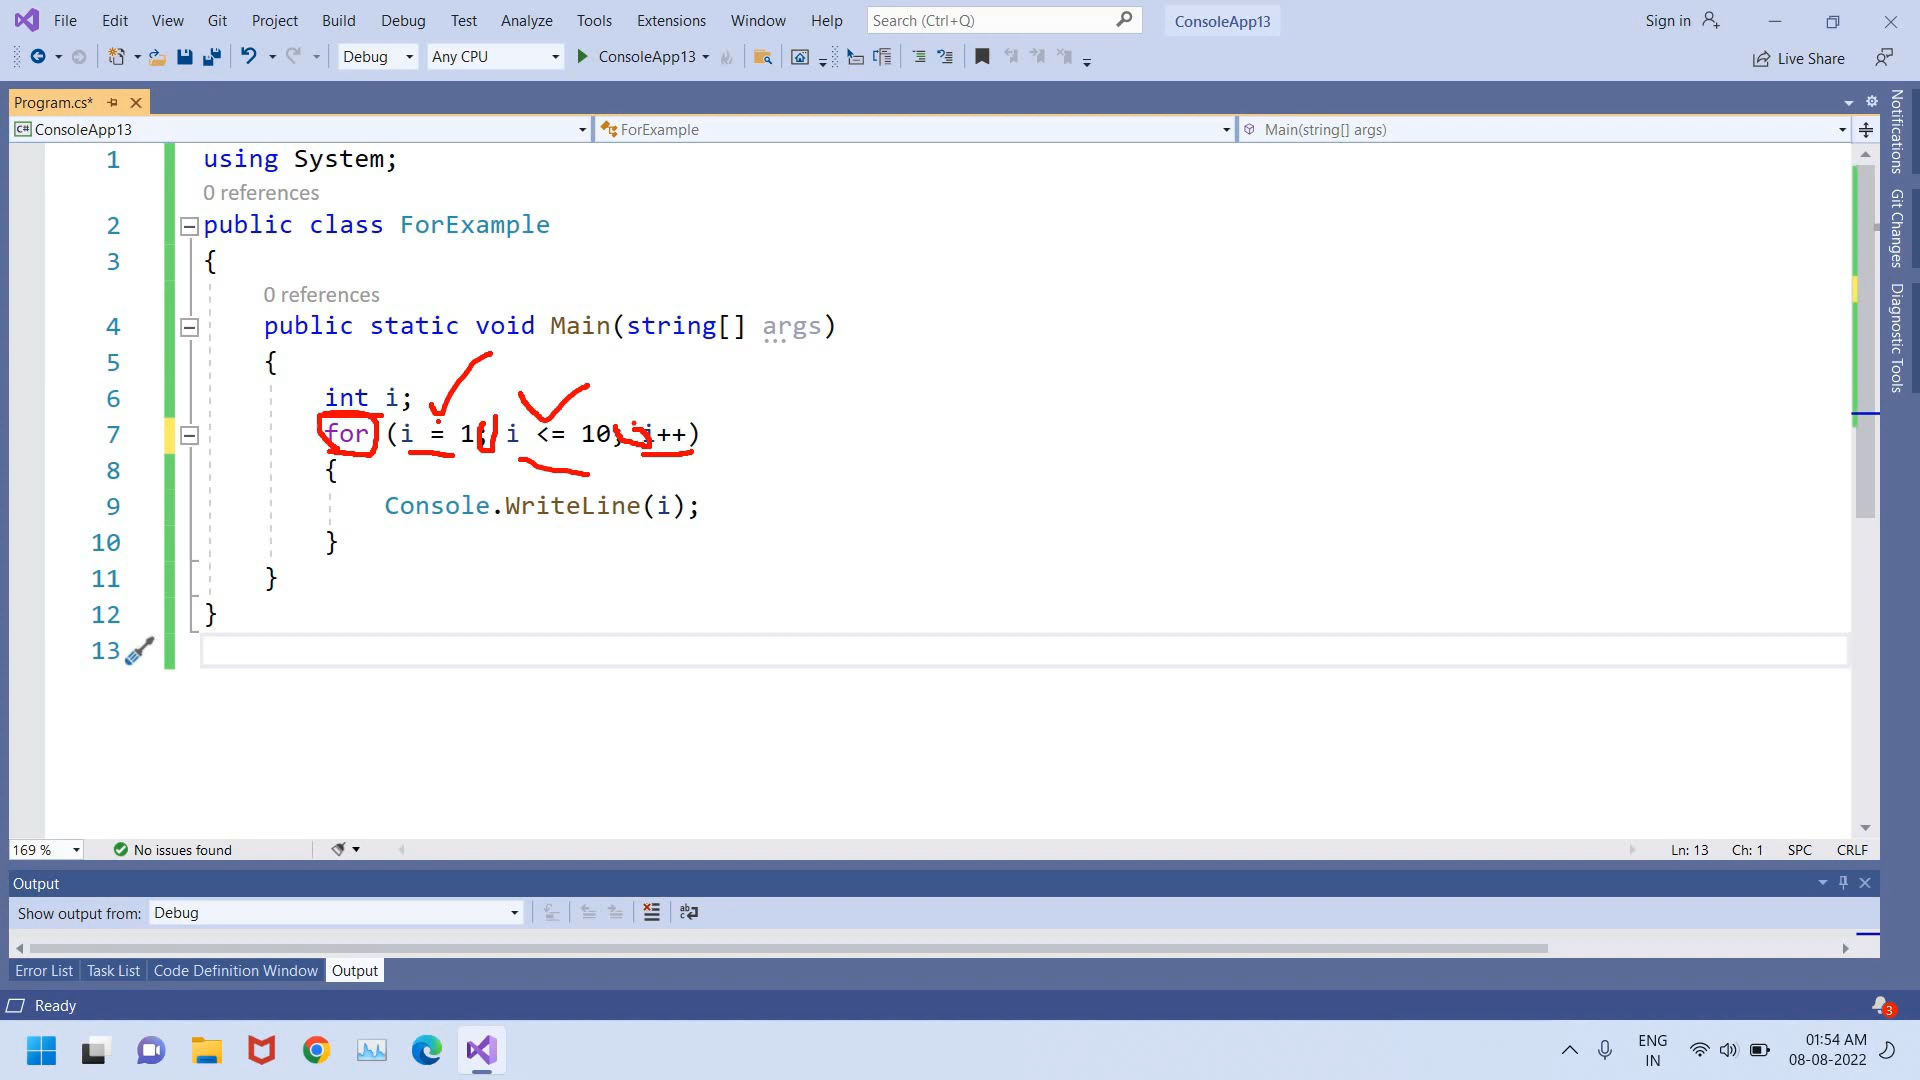 File Edit View Git Project Build Debug Test Analyze Tools Extensions Window Help Search (Ctrl+Q) ConsoleApp13 Sign in
Debug Any CPU ConsoleApp13 Live Share
Program.cs*
C# ConsoleApp13 ForExample Main(string[] args)
1 using System;
0 references
2 public class ForExample
3 {
0 references
4 public static void Main(string[] args)
5 {
6 int i;
7 for (i = 1; i <= 10; i++)
8 {
9 Console.WriteLine(i);
10 }
11 }
12 }
13
Notifications
Git Changes
Diagnostic Tools
169 % No issues found Ln: 13 Ch: 1 SPC CRLF
Output
Show output from: Debug
Error List Task List Code Definition Window Output
Ready 3
ENG 01:54 AM
IN 08-08-2022